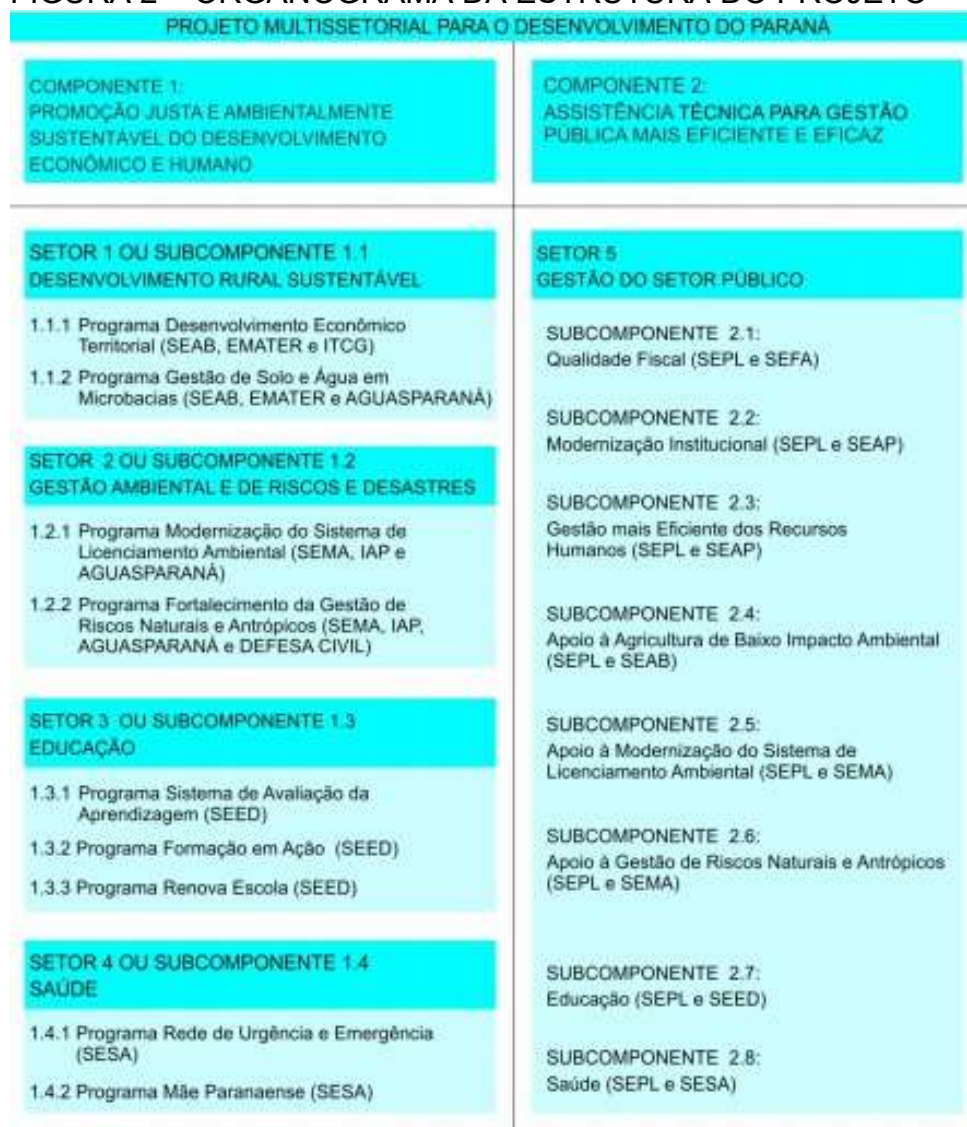 FIGURA 2 – ORGANOGRAMA DA ESTRUTURA DO PROJETO
PROJETO MULTISSETORIAL PARA O DESENVOLVIMENTO DO PARANÁ
COMPONENTE 1:
PROMOÇÃO JUSTA E AMBIENTALMENTE
SUSTENTÁVEL DO DESENVOLVIMENTO
ECONÔMICO E HUMANO
COMPONENTE 2:
ASSISTÊNCIA TÉCNICA PARA GESTÃO
PÚBLICA MAIS EFICIENTE E EFICAZ
SETOR 1 OU SUBCOMPONENTE 1.1
DESENVOLVIMENTO RURAL SUSTENTÁVEL
1.1.1 Programa Desenvolvimento Econômico
Territorial (SEAB, EMATER e ITCG)
1.1.2 Programa Gestão de Solo e Água em
Microbacias (SEAB, EMATER e AGUASPARANÁ)
SETOR 2 OU SUBCOMPONENTE 1.2
GESTÃO AMBIENTAL E DE RISCOS E DESASTRES
1.2.1 Programa Modernização do Sistema de
Licenciamento Ambiental (SEMA, IAP e
AGUASPARANÁ)
1.2.2 Programa Fortalecimento da Gestão de
Riscos Naturais e Antrópicos (SEMA, IAP,
AGUASPARANÁ e DEFESA CIVIL)
SETOR 3 OU SUBCOMPONENTE 1.3
EDUCAÇÃO
1.3.1 Programa Sistema de Avaliação da
Aprendizagem (SEED)
1.3.2 Programa Formação em Ação (SEED)
1.3.3 Programa Renova Escola (SEED)
SETOR 4 OU SUBCOMPONENTE 1.4
SAÚDE
1.4.1 Programa Rede de Urgência e Emergência
(SESA)
1.4.2 Programa Mãe Paranaense (SESA)
SETOR 5
GESTÃO DO SETOR PÚBLICO
SUBCOMPONENTE 2.1:
Qualidade Fiscal (SEPL e SEFA)
SUBCOMPONENTE 2.2:
Modernização Institucional (SEPL e SEAP)
SUBCOMPONENTE 2.3:
Gestão mais Eficiente dos Recursos
Humanos (SEPL e SEAP)
SUBCOMPONENTE 2.4:
Apoio à Agricultura de Baixo Impacto Ambiental
(SEPL e SEAB)
SUBCOMPONENTE 2.5:
Apoio à Modernização do Sistema de
Licenciamento Ambiental (SEPL e SEMA)
SUBCOMPONENTE 2.6:
Apoio à Gestão de Riscos Naturais e Antrópicos
(SEPL e SEMA)
SUBCOMPONENTE 2.7:
Educação (SEPL e SEED)
SUBCOMPONENTE 2.8:
Saúde (SEPL e SESA)